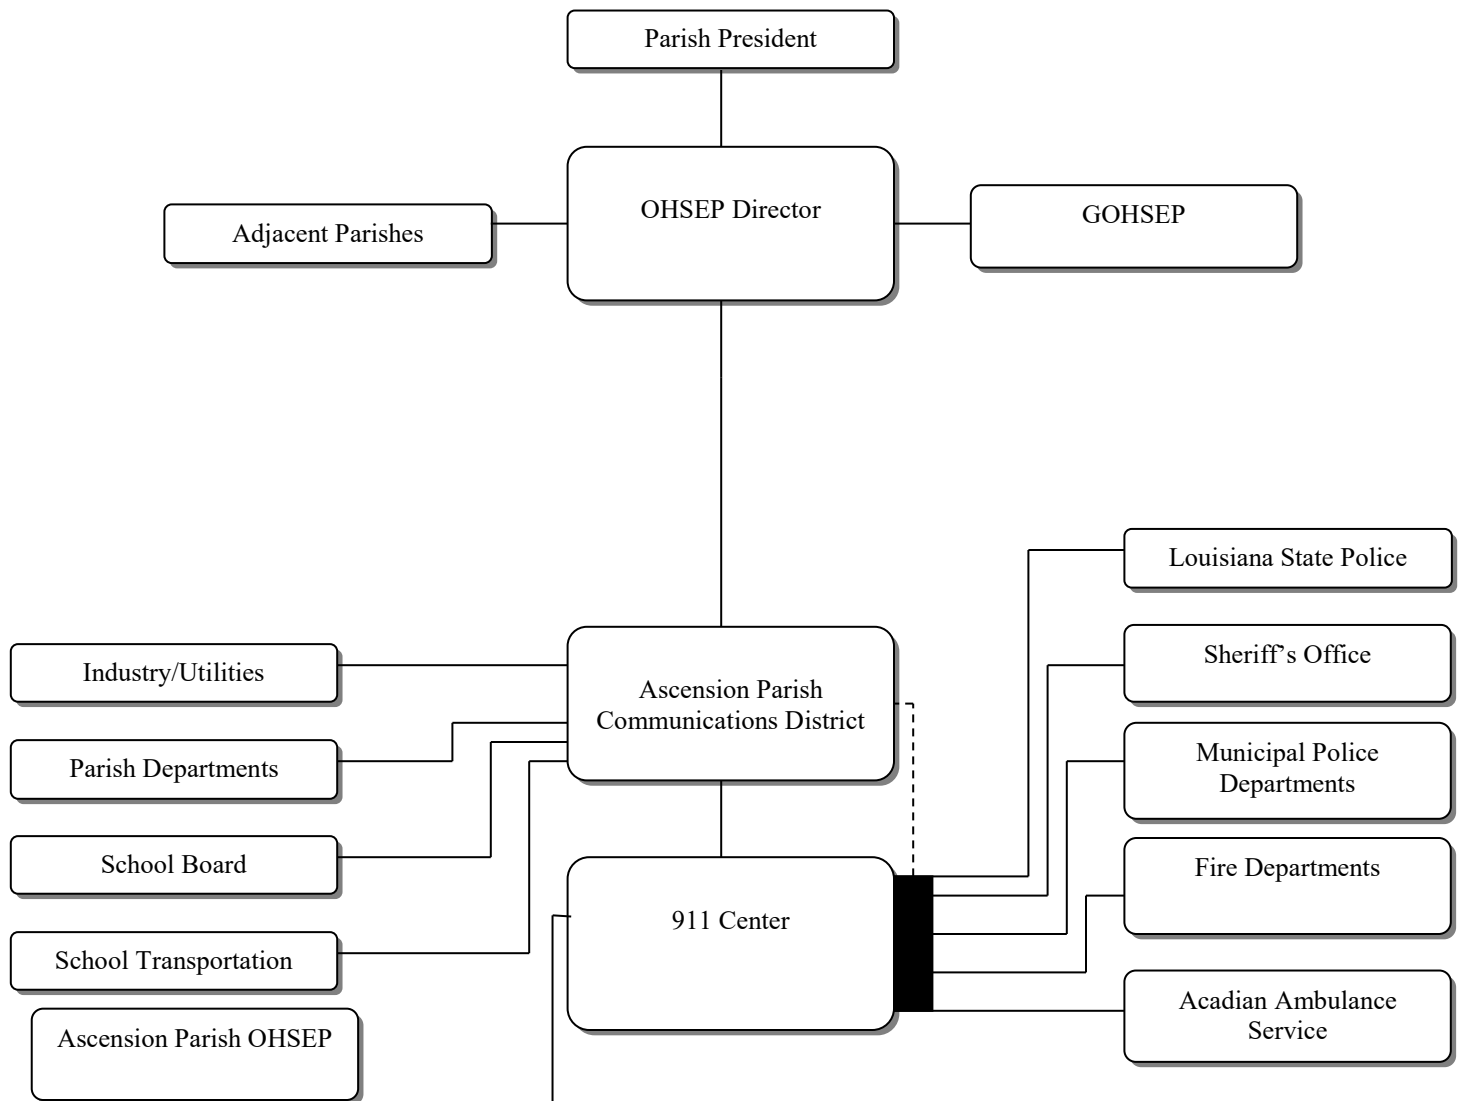 Parish President
OHSEP Director
GOHSEP
Adjacent Parishes
Louisiana State Police
Sheriff’s Office
Industry/Utilities
Ascension Parish
Communications District
Municipal Police
Departments
Parish Departments
School Board
Fire Departments
911 Center
School Transportation
Acadian Ambulance
Service
Ascension Parish OHSEP